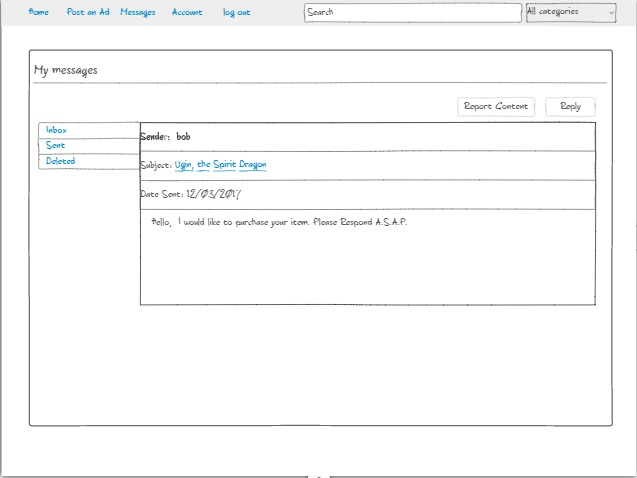 Home Post an Ad Messages Account log out Search All categories
My messages
Report Content Reply
Inbox
Sent
Deleted
Sender: bob
Subject: Ugin, the Spirit Dragon
Date Sent: 12/03/2017
Hello, I would like to purchase your item. Please Respond A.S.A.P.